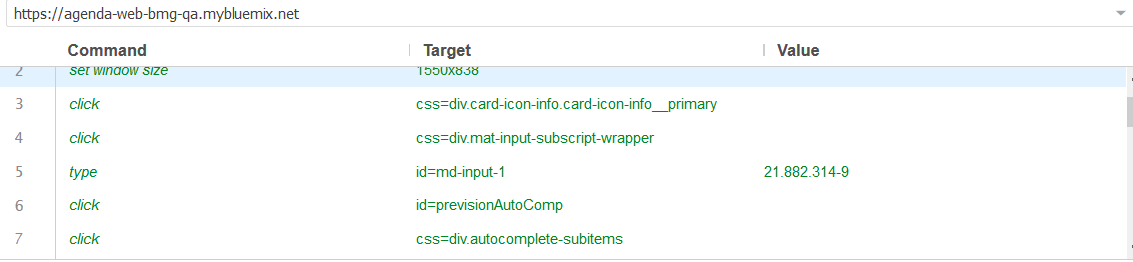 https://agenda-web-bmg-qa.mybluemix.net
Command Target Value
2 set window size 1550x838
3 click css=div.card-icon-info.card-icon-info__primary
4 click css=div.mat-input-subscript-wrapper
5 type id=md-input-1 21.882.314-9
6 click id=previsionAutoComp
7 click css=div.autocomplete-subitems